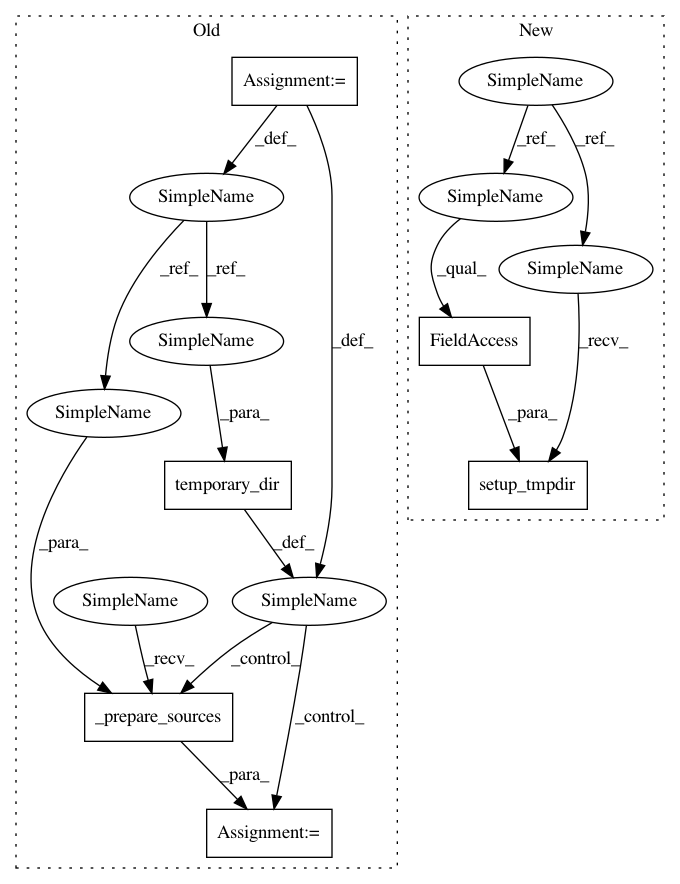 Old
New
Assignment:=
SimpleName
_def_
_ref_
_ref_
SimpleName
SimpleName
SimpleName
_ref_
_ref_
_qual_
SimpleName
SimpleName
FieldAccess
_def_
_recv_
SimpleName
_para_
_para_
temporary_dir
setup_tmpdir
_para_
_def_
SimpleName
SimpleName
_recv_
_control_
_prepare_sources
_control_
_para_
Assignment:=